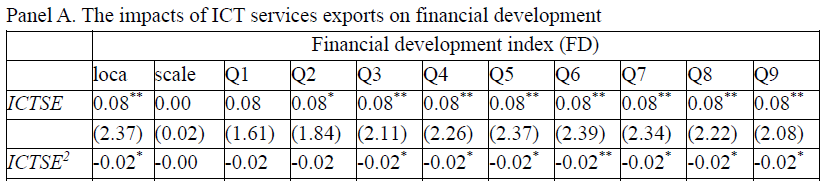 Panel A. The impacts of ICT services exports on financial development
Financial development index (FD)
loca scale Q1 Q2 Q3 Q4 Q5 Q6 Q7 Q8 Q9
ICTSE 0.08** 0.00 0.08 0.08* 0.08** 0.08** 0.08** 0.08** 0.08** 0.08** 0.08**
(2.37) (0.02) (1.61) (1.84) (2.11) (2.26) (2.37) (2.39) (2.34) (2.22) (2.08)
ICTSE² -0.02* -0.00 -0.02 -0.02 -0.02* -0.02* -0.02* -0.02** -0.02* -0.02* -0.02*